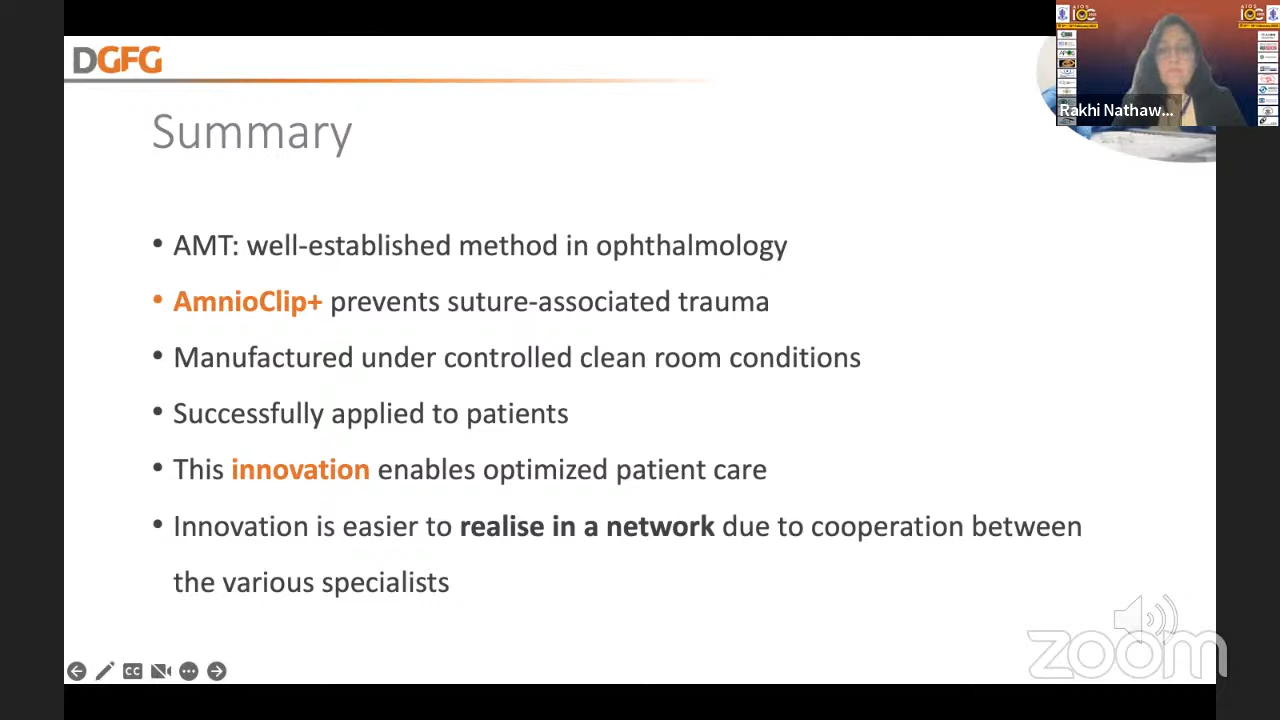 DGFG
Summary
• AMT: well-established method in ophthalmology
• AmnioClip+ prevents suture-associated trauma
• Manufactured under controlled clean room conditions
• Successfully applied to patients
• This innovation enables optimized patient care
• Innovation is easier to realise in a network due to cooperation between
the various specialists
AIOS
Rakhi Nathaw...
CC
zoom